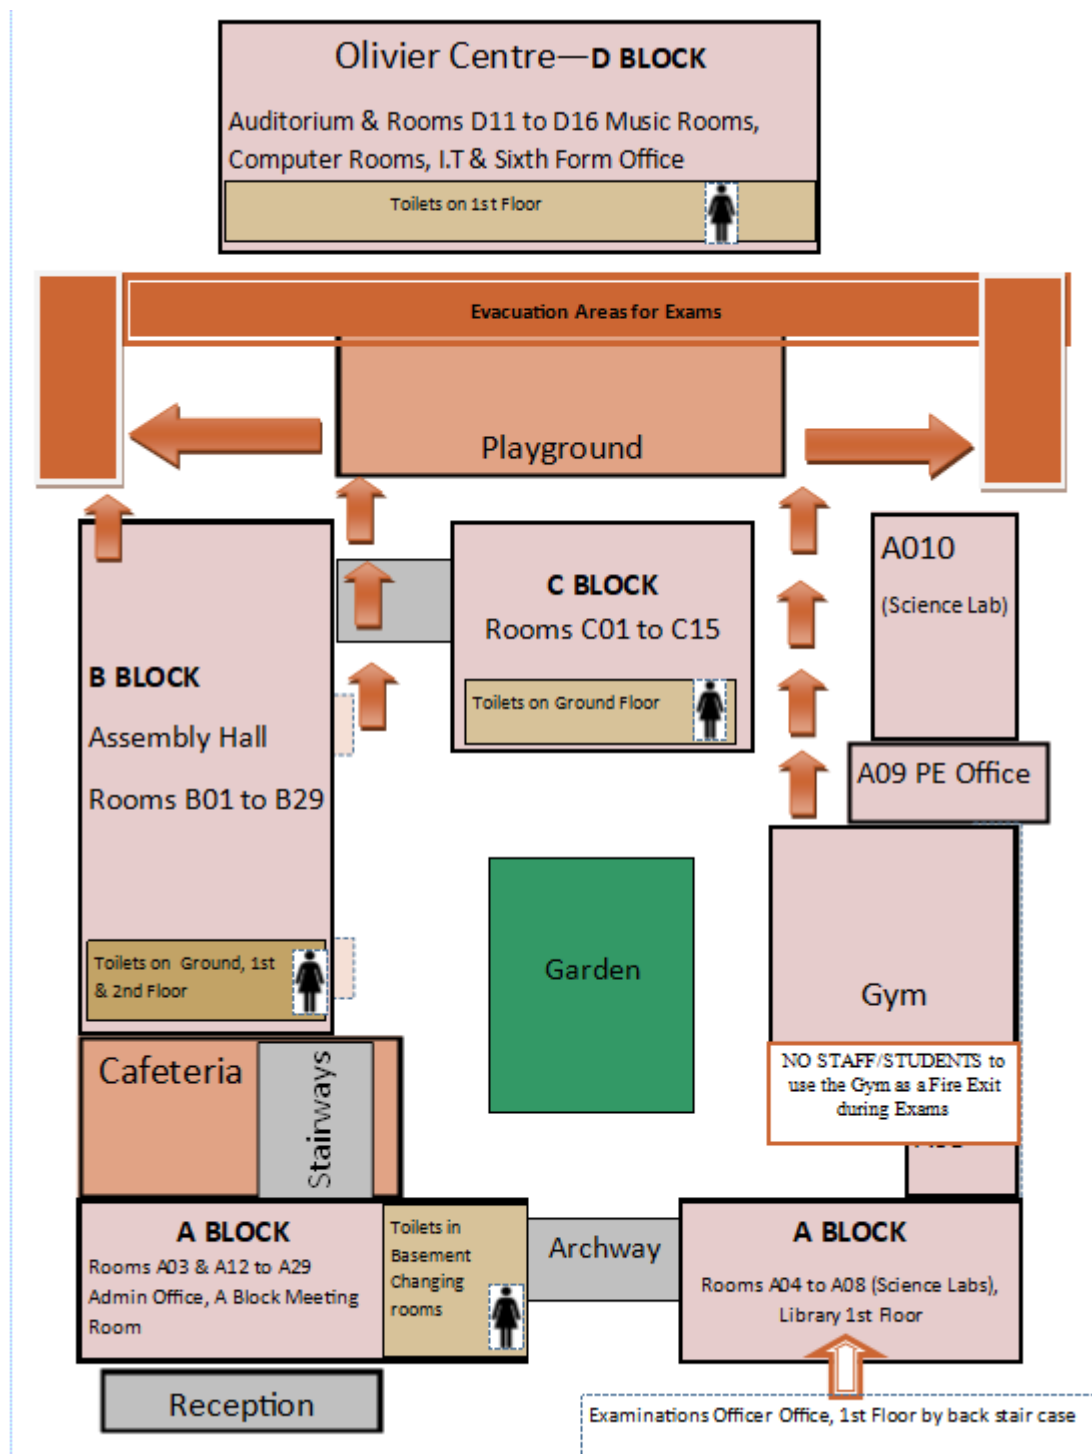 Olivier Centre—D BLOCK
Auditorium & Rooms D11 to D16 Music Rooms,
Computer Rooms, I.T & Sixth Form Office
Toilets on 1st Floor
Evacuation Areas for Exams
Playground
A010
(Science Lab)
C BLOCK
Rooms C01 to C15
Toilets on Ground Floor
B BLOCK
Assembly Hall
Rooms B01 to B29
A09 PE Office
Toilets on Ground, 1st
& 2nd Floor
Garden
Gym
NO STAFF/STUDENTS to
use the Gym as a Fire Exit
during Exams
Cafeteria
Stairways
A BLOCK
Rooms A03 & A12 to A29
Admin Office, A Block Meeting
Room
Toilets in
Basement
Changing
rooms
Archway
A BLOCK
Rooms A04 to A08 (Science Labs),
Library 1st Floor
Reception
Examinations Officer Office, 1st Floor by back stair case